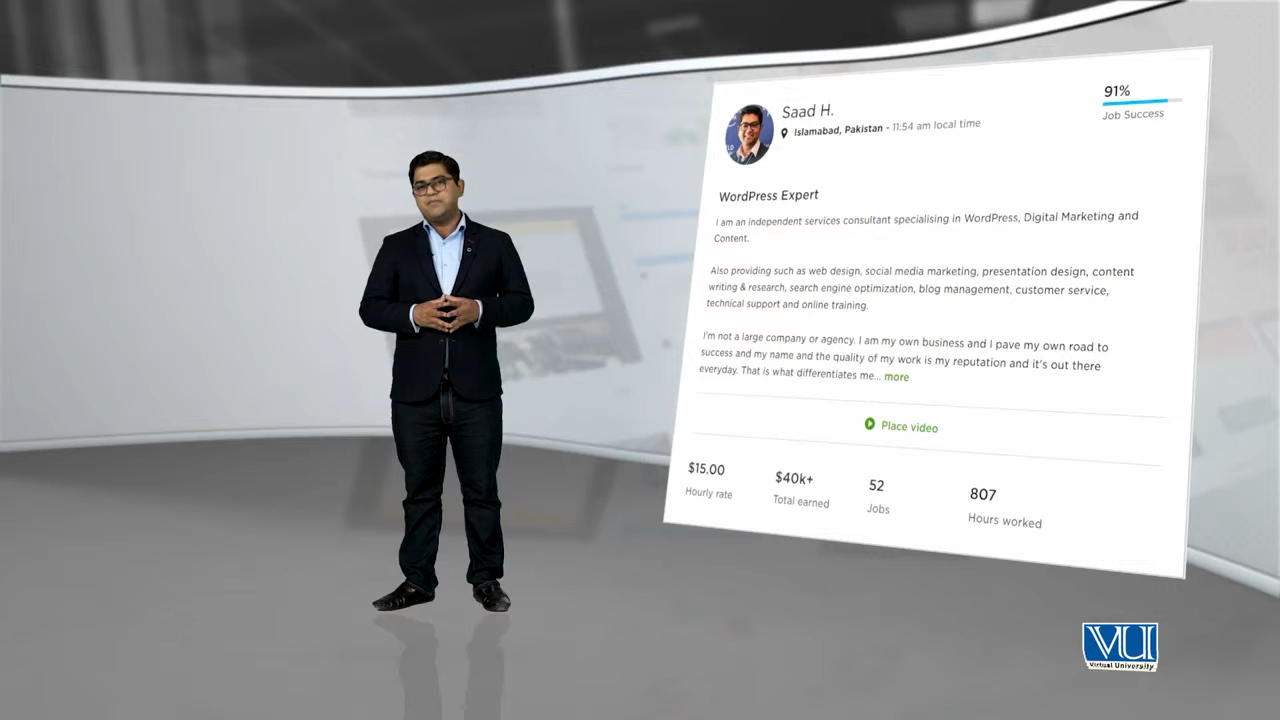 Saad H.
Islamabad, Pakistan - 11:54 am local time
91%
Job Success
WordPress Expert
I am an independent services consultant specialising in WordPress, Digital Marketing and
Content.
Also providing such as web design, social media marketing, presentation design, content
writing & research, search engine optimization, blog management, customer service,
technical support and online training.
I'm not a large company or agency. I am my own business and I pave my own road to
success and my name and the quality of my work is my reputation and it's out there
everyday. That is what differentiates me... more
Place video
$15.00
Hourly rate
$40k+
Total earned
52
Jobs
807
Hours worked
VU
Virtual University